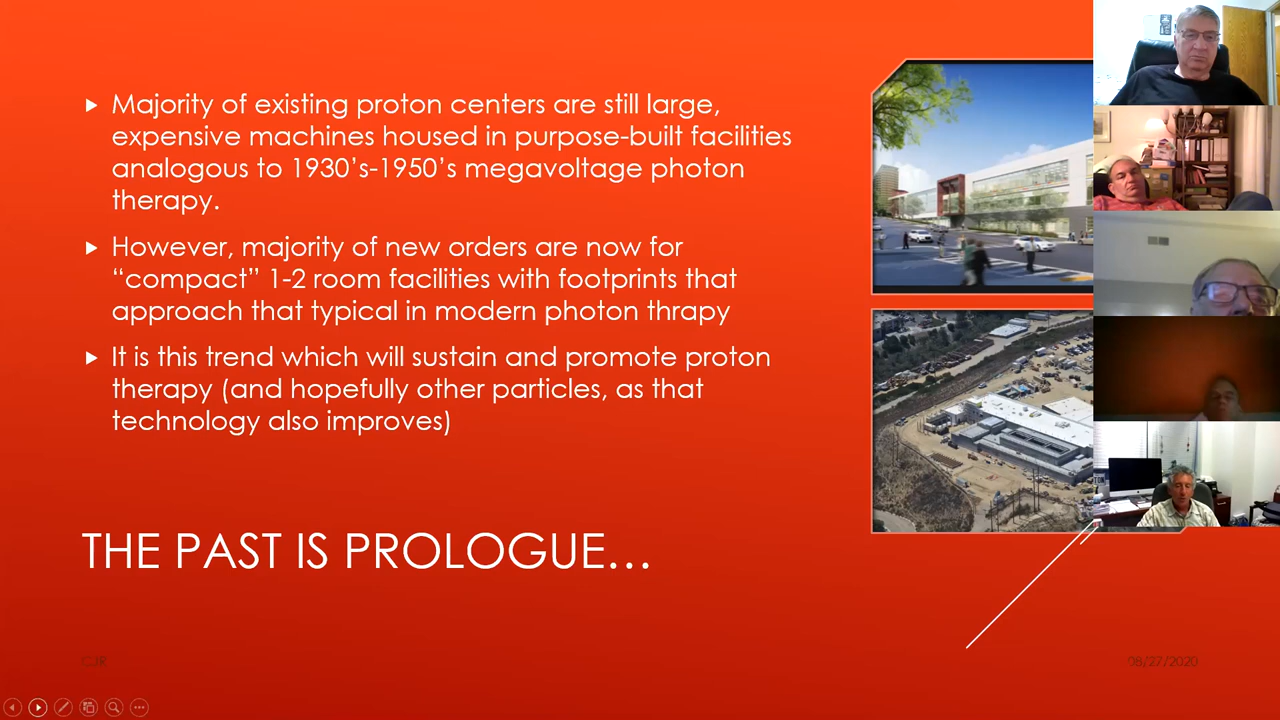 Majority of existing proton centers are still large,
expensive machines housed in purpose-built facilities
analogous to 1930's-1950's megavoltage photon
therapy.
However, majority of new orders are now for
“compact” 1-2 room facilities with footprints that
approach that typical in modern photon thrapy
It is this trend which will sustain and promote proton
therapy (and hopefully other particles, as that
technology also improves)
THE PAST IS PROLOGUE...
CJR
08/27/2020